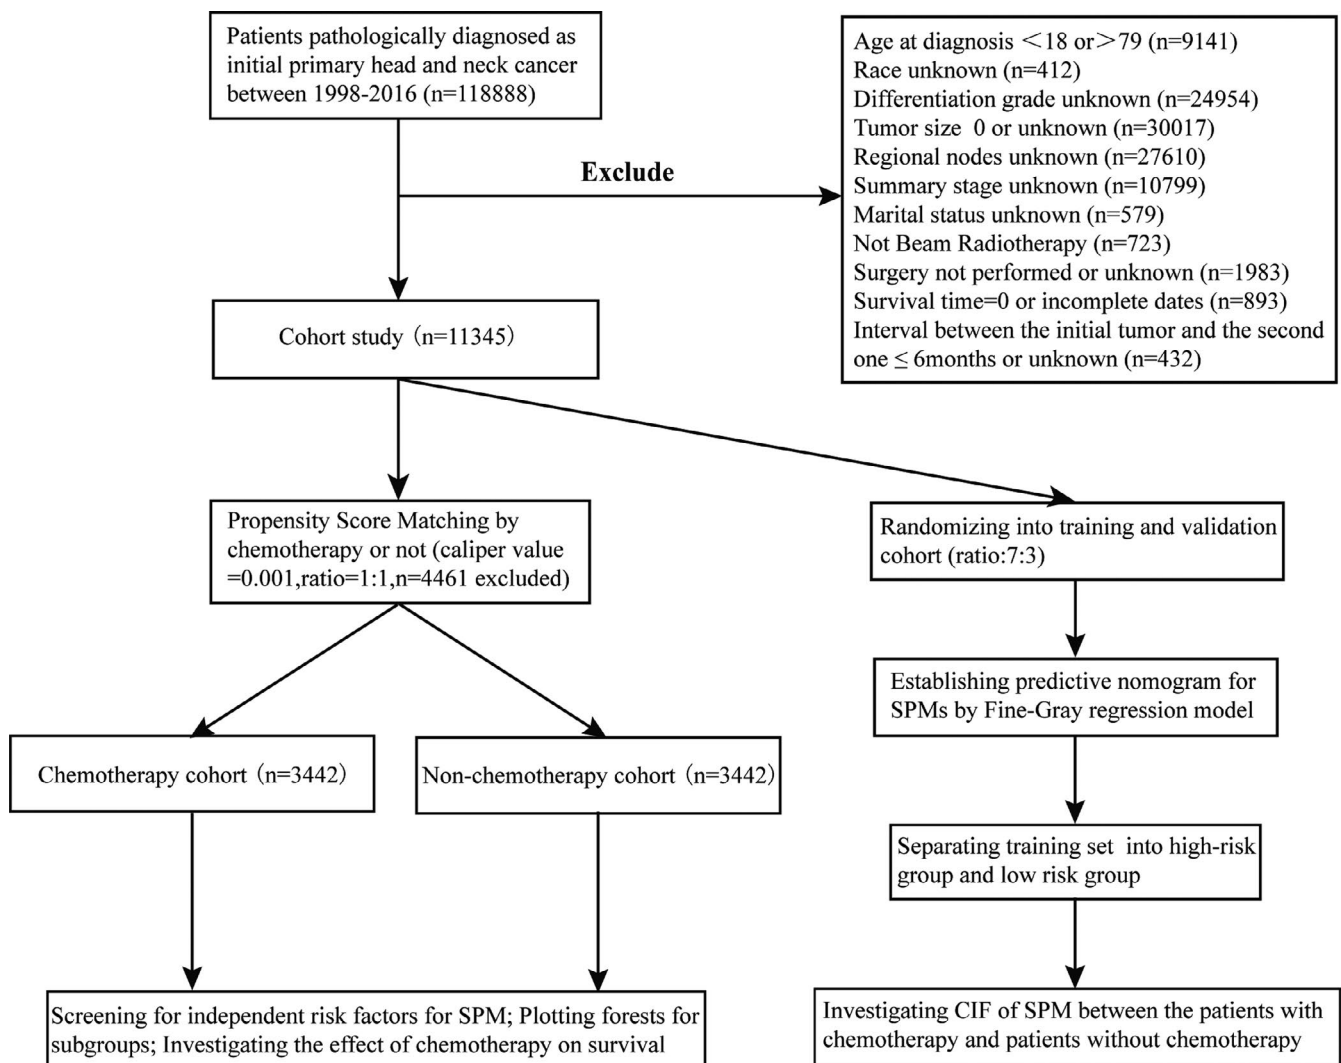 Patients pathologically diagnosed as
initial primary head and neck cancer
between 1998-2016 (n=118888)
Exclude
Age at diagnosis <18 or>79 (n=9141)
Race unknown (n=412)
Differentiation grade unknown (n=24954)
Tumor size 0 or unknown (n=30017)
Regional nodes unknown (n=27610)
Summary stage unknown (n=10799)
Marital status unknown (n=579)
Not Beam Radiotherapy (n=723)
Surgery not performed or unknown (n=1983)
Survival time=0 or incomplete dates (n=893)
Interval between the initial tumor and the second
one ≤ 6months or unknown (n=432)
Cohort study (n=11345)
Propensity Score Matching by
chemotherapy or not (caliper value
=0.001,ratio=1:1,n=4461 excluded)
Chemotherapy cohort (n=3442)
Non-chemotherapy cohort (n=3442)
Screening for independent risk factors for SPM; Plotting forests for
subgroups; Investigating the effect of chemotherapy on survival
Randomizing into training and validation
cohort (ratio:7:3)
Establishing predictive nomogram for
SPMs by Fine-Gray regression model
Separating training set into high-risk
group and low risk group
Investigating CIF of SPM between the patients with
chemotherapy and patients without chemotherapy